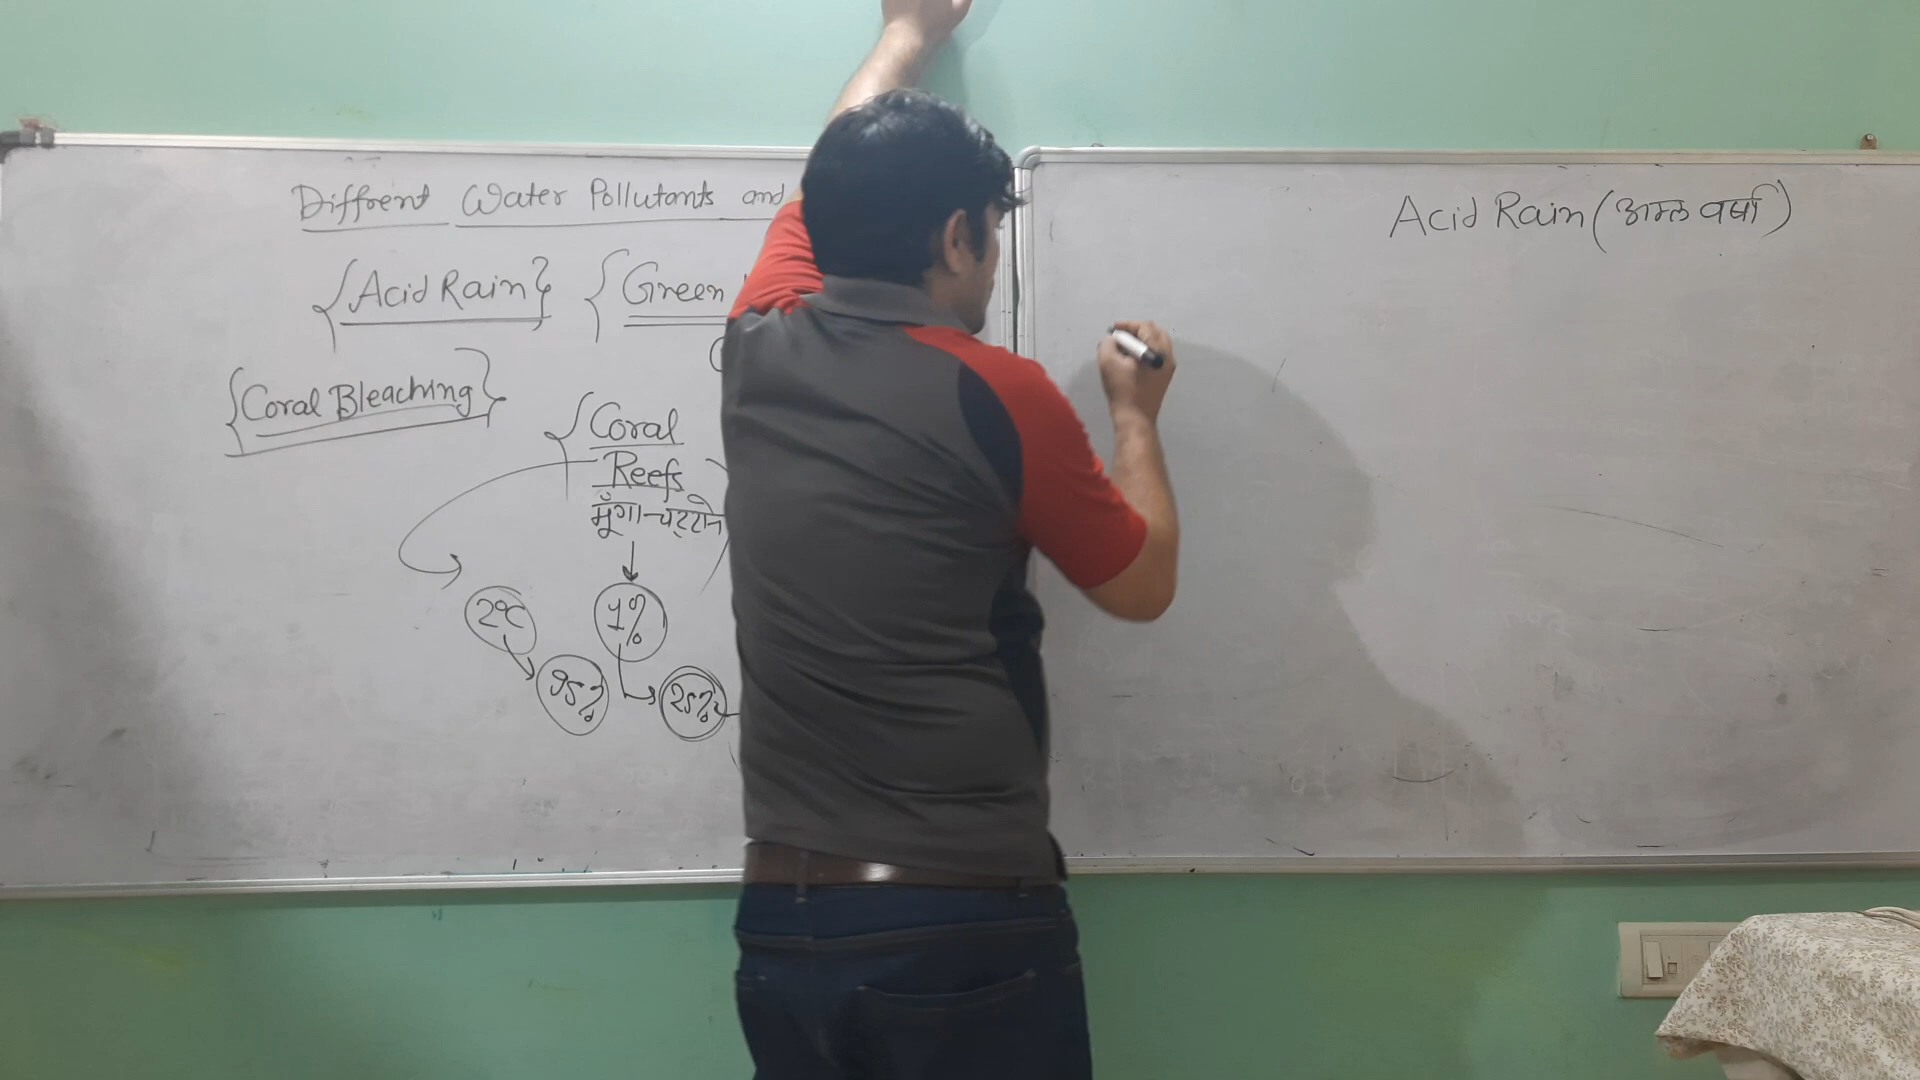 Diffrent Water Pollutants and
Acid Rain
Green
Coral Bleaching
Coral
Reefs
मूँगा चट्टाने
2°C
1%
95%
25%
Acid Rain (अम्ल वर्षा)